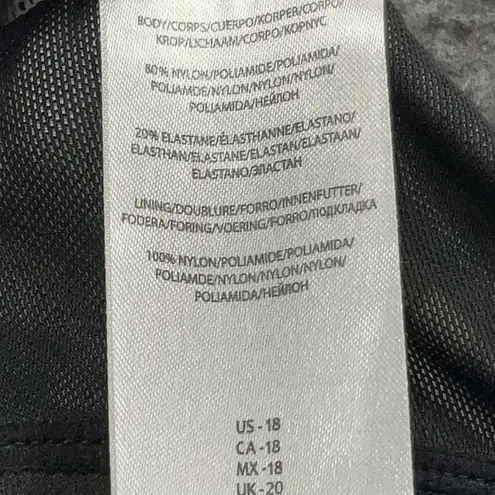 BODY/CORPS/CUERPO/KÖRPER/CORPO/
KROP/LICHAAM/CORPO/КОРПУС
80% NYLON/POLIAMIDE/POLIAMIDA/
POLIAMDE/NYLON/NYLON/NYLON/
POLIAMIDA/НЕЙЛОН
20% ELASTANE/ÉLASTHANNE/ELASTANO/
ELASTHAN/ELASTANE/ELASTAN/ELASTAAN/
ELASTANO/ЭЛАСТАН
LINING/DOUBLURE/FORRO/INNENFUTTER/
FODERA/FORING/VOERING/FORRO/ПОДКЛАДКА
100% NYLON/POLIAMIDE/POLIAMIDA/
POLIAMDE/NYLON/NYLON/NYLON/
POLIAMIDA/НЕЙЛОН
US - 18
CA -18
MX -18
UK -20